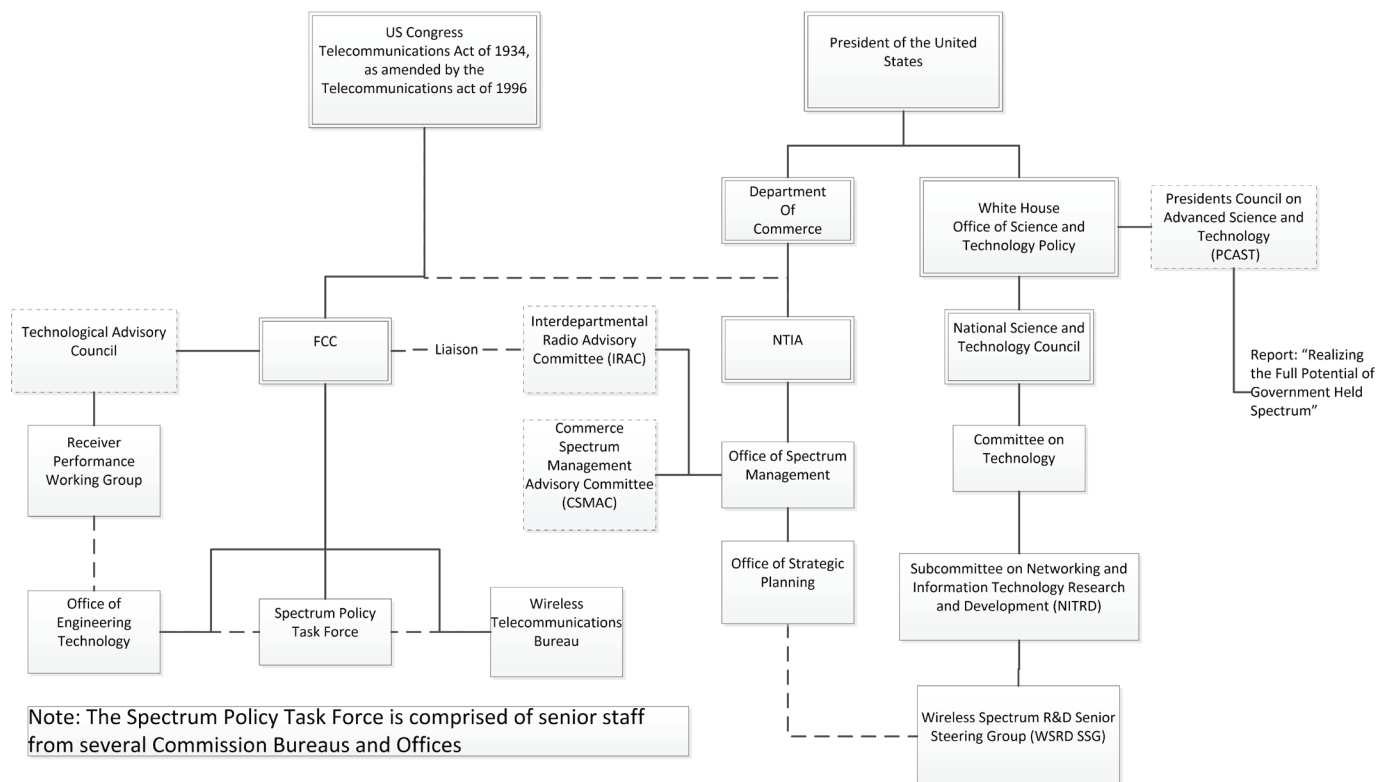 US Congress
Telecommunications Act of 1934,
as amended by the
Telecommunications act of 1996
President of the United
States
Department
Of
Commerce
White House
Office of Science and
Technology Policy
Presidents Council on
Advanced Science and
Technology
(PCAST)
Technological Advisory
Council
FCC
Liaison
Interdepartmental
Radio Advisory
Committee (IRAC)
NTIA
National Science and
Technology Council
Report: “Realizing
the Full Potential of
Government Held
Spectrum”
Receiver
Performance
Working Group
Commerce
Spectrum
Management
Advisory Committee
(CSMAC)
Office of Spectrum
Management
Committee on
Technology
Office of Strategic
Planning
Subcommittee on Networking and
Information Technology Research
and Development (NITRD)
Office of
Engineering
Technology
Spectrum Policy
Task Force
Wireless
Telecommunications
Bureau
Wireless Spectrum R&D Senior
Steering Group (WSRD SSG)
Note: The Spectrum Policy Task Force is comprised of senior staff
from several Commission Bureaus and Offices